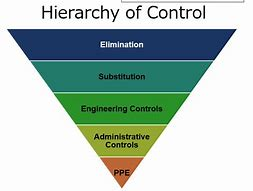 Hierarchy of Control
Elimination
Substitution
Engineering Controls
Administrative
Controls
PPE